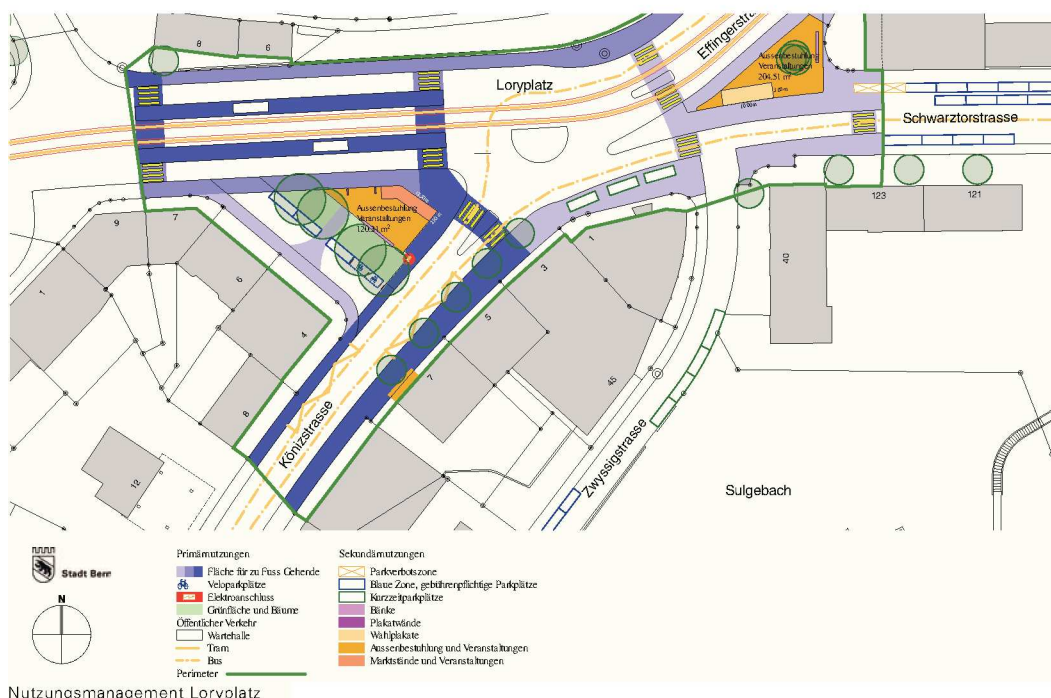 8
6
Loryplatz
Effingerstr
Aussenbestuhlung
Veranstaltungen
204.51 m²
Schwarztorstrasse
9
7
Aussenbestuhlung
Veranstaltungen
120.41 m²
123
121
1
5
4
1
3
5
7
40
45
8
12
Könizstrasse
Zwyssigstrasse
Sulgebach
Stadt Bern
N
Primärnutzungen
Fläche für zu Fuss Gehende
Veloparkplätze
Elektroanschluss
Grünfläche und Bäume
Öffentlicher Verkehr
Wartehalle
Tram
Bus
Perimeter
Sekundärnutzungen
Parkverbotszone
Blaue Zone, gebührenpflichtige Parkplätze
Kurzzeitparkplätze
Bänke
Plakatwände
Wahlplakate
Aussenbestuhlung und Veranstaltungen
Marktstände und Veranstaltungen
Nutzungsmanagement Loryplatz